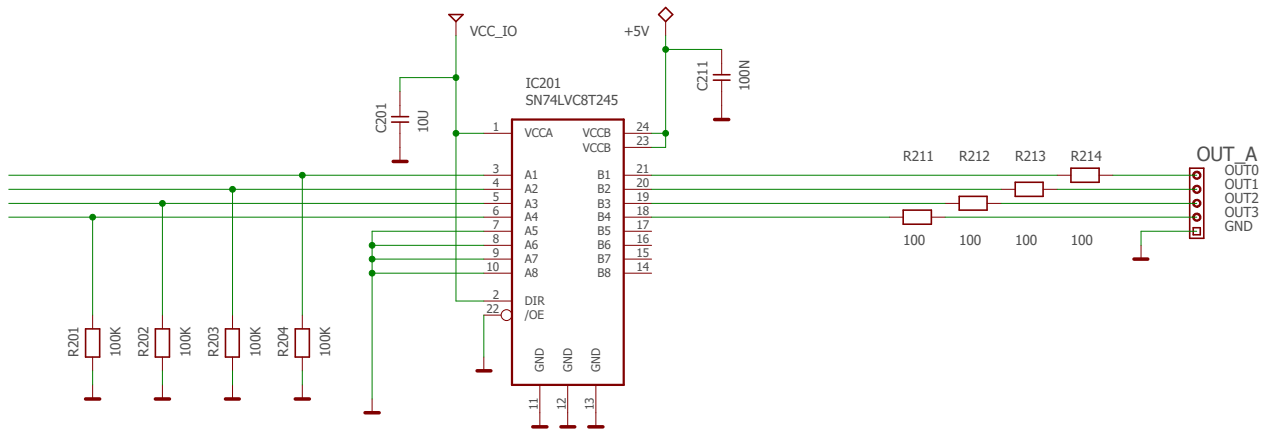 VCC_IO
+5V
C201
10U
C211
100N
IC201
SN74LVC8T245
1 VCCA VCCB 24
VCCB 23
3 A1 B1 21
4 A2 B2 20
5 A3 B3 19
6 A4 B4 18
7 A5 B5 17
8 A6 B6 16
9 A7 B7 15
10 A8 B8 14
2 DIR
22 /OE
GND GND GND
11 12 13
R211 R212 R213 R214
100 100 100 100
OUT_A
OUT0
OUT1
OUT2
OUT3
GND
R201 100K R202 100K R203 100K R204 100K